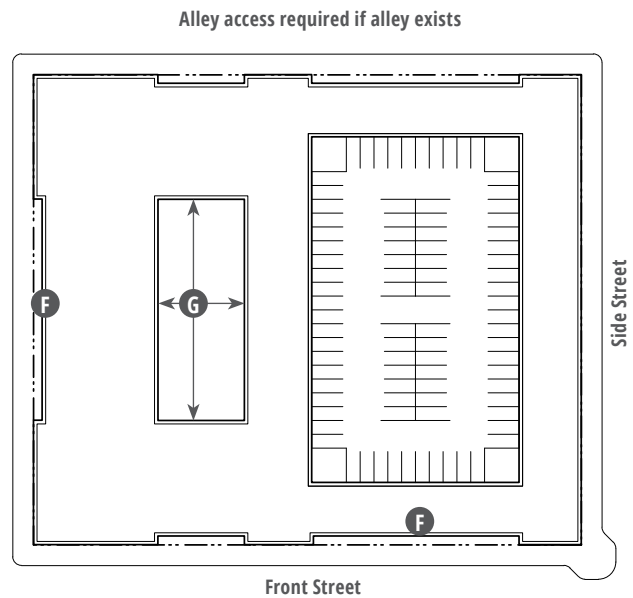 Alley access required if alley exists
F
G
Side Street
F
Front Street